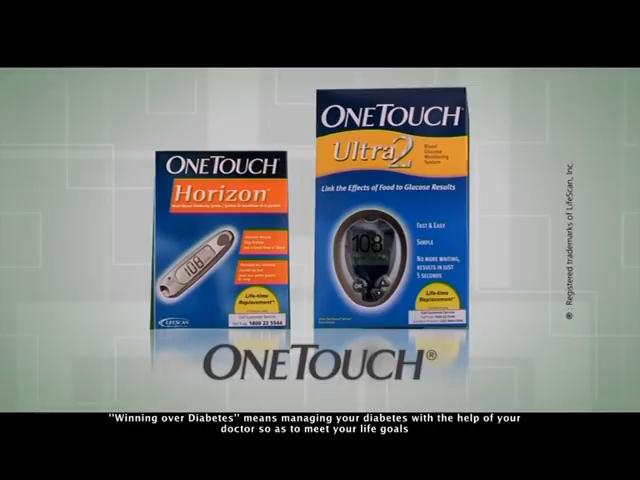 ONETOUCH®
Ultra2
Blood
Glucose
Monitoring
System
Link the Effects of Food to Glucose Results
108
FAST & EASY
SIMPLE
NO MORE WAITING,
RESULTS IN JUST
5 SECONDS
OK
Life-time
Replacement*
ONETOUCH®
Horizon
108
Life-time
Replacement*
LIFESCAN
1800 22 5544
® : Registered trademarks of LifeScan, Inc.
ONETOUCH®
"Winning over Diabetes" means managing your diabetes with the help of your
doctor so as to meet your life goals